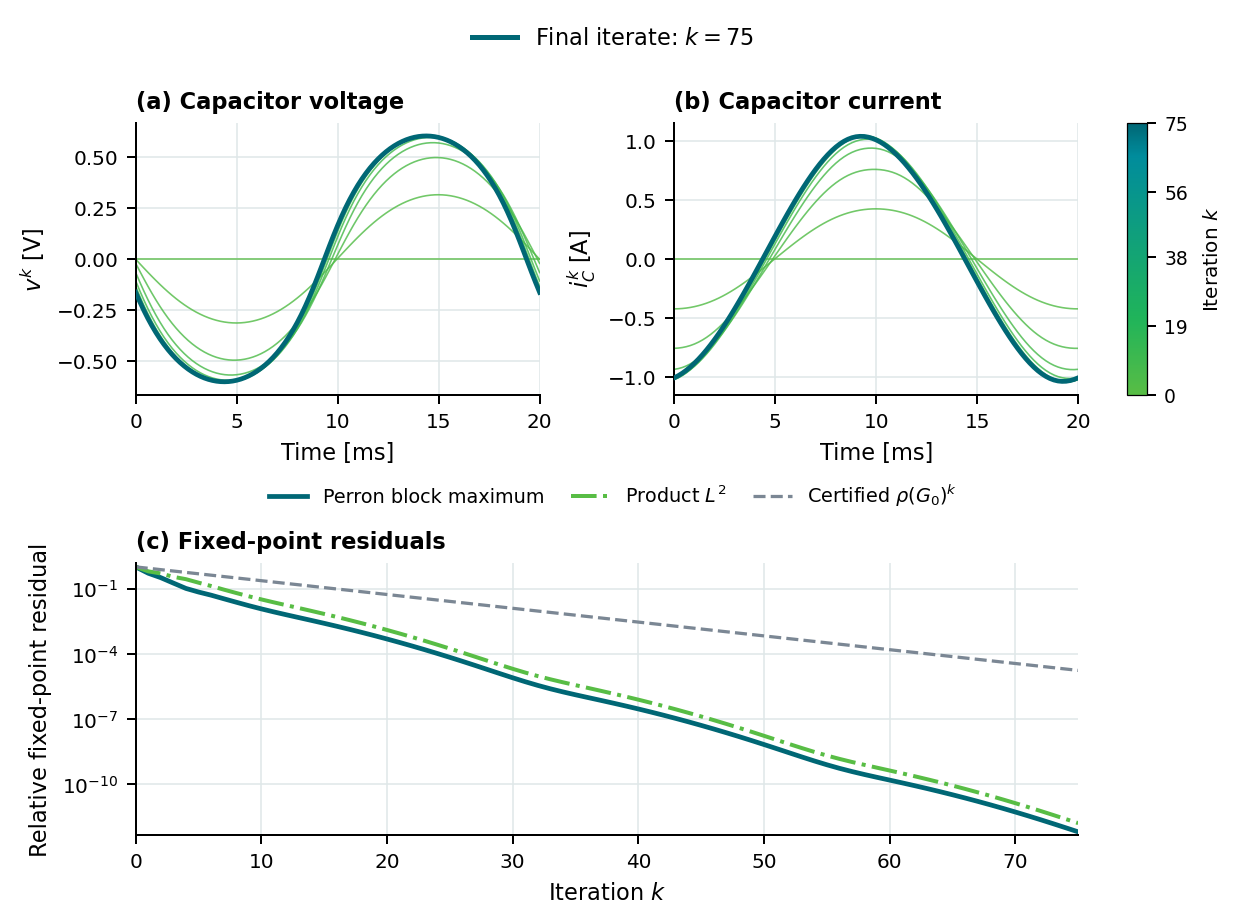 Final iterate: k = 75
(a) Capacitor voltage
(b) Capacitor current
v^k [V]
0.50
0.25
0.00
−0.25
−0.50
0 5 10 15 20
Time [ms]
i_C^k [A]
1.0
0.5
0.0
−0.5
−1.0
0 5 10 15 20
Time [ms]
75
56
38
19
0
Iteration k
Perron block maximum Product L² Certified ρ(G₀)^k
(c) Fixed-point residuals
Relative fixed-point residual
10⁻¹
10⁻⁴
10⁻⁷
10⁻¹⁰
0 10 20 30 40 50 60 70
Iteration k